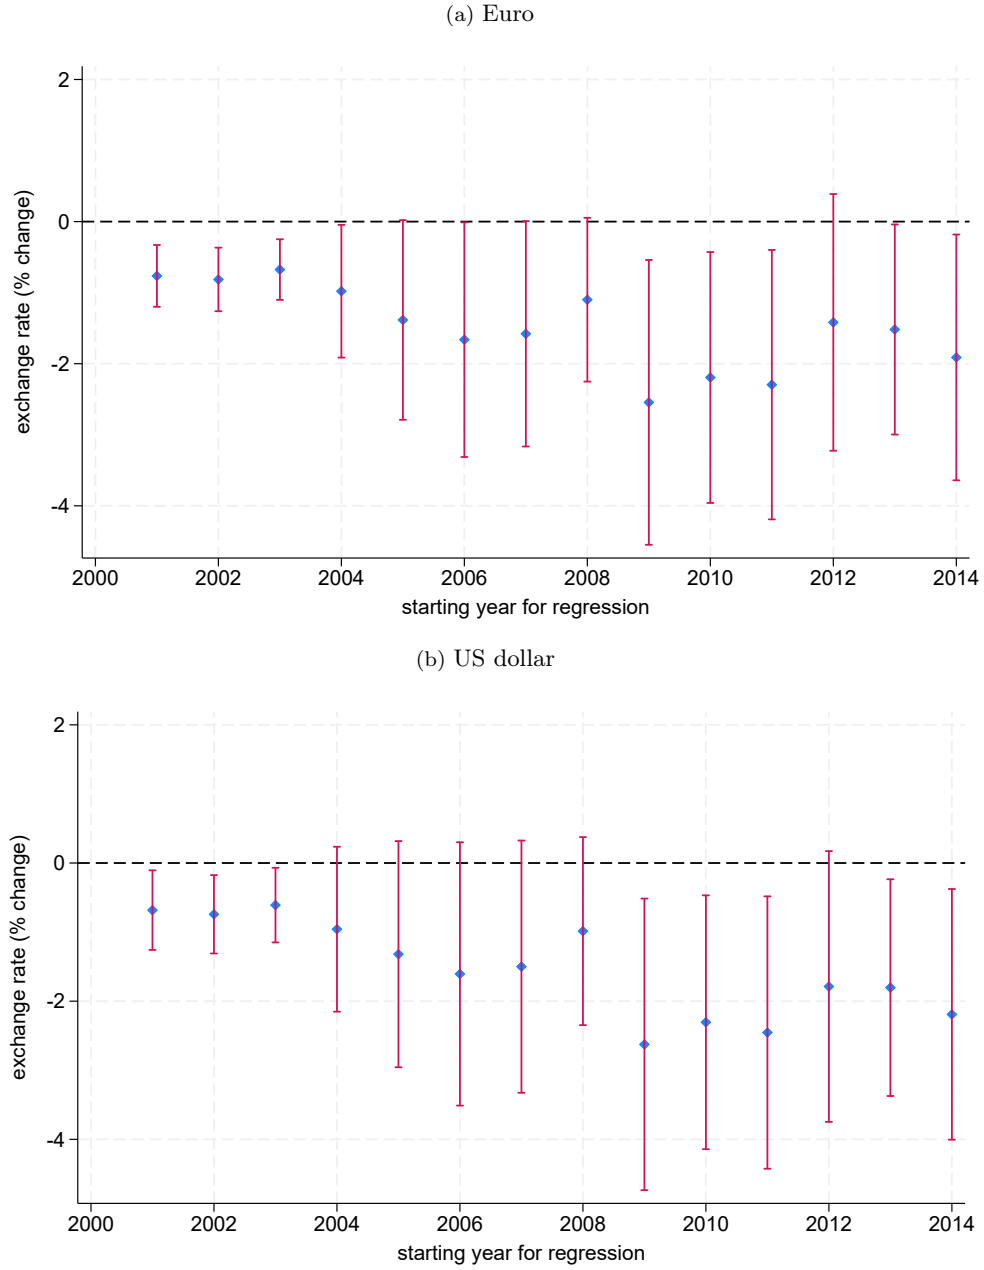 (a) Euro
exchange rate (% change)
2
0
-2
-4
2000 2002 2004 2006 2008 2010 2012 2014
starting year for regression
(b) US dollar
exchange rate (% change)
2
0
-2
-4
2000 2002 2004 2006 2008 2010 2012 2014
starting year for regression